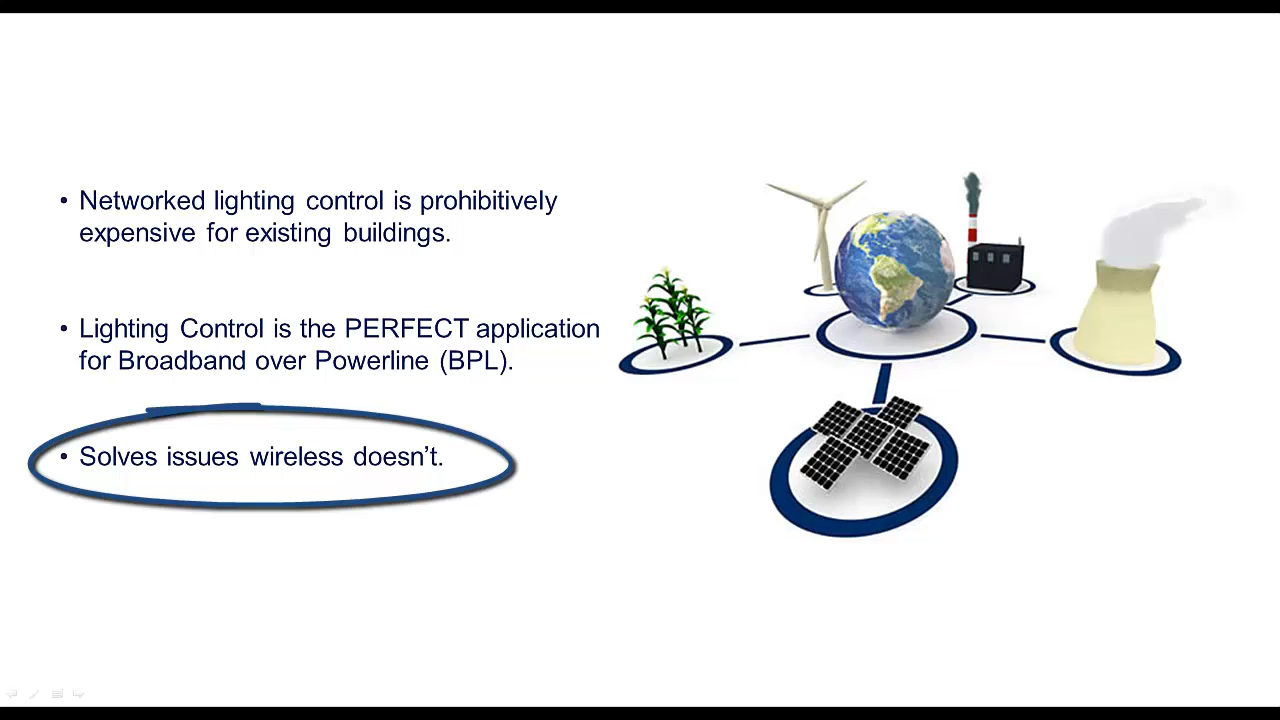 • Networked lighting control is prohibitively
expensive for existing buildings.
• Lighting Control is the PERFECT application
for Broadband over Powerline (BPL).
• Solves issues wireless doesn’t.